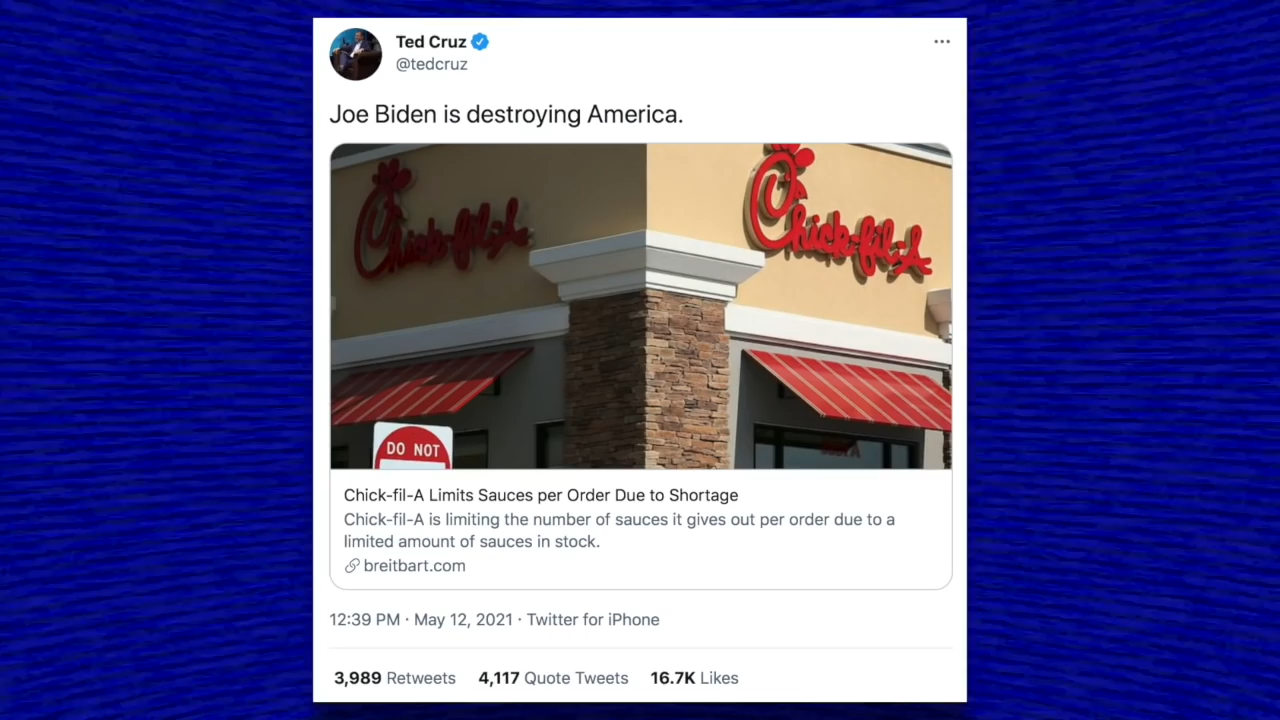 Ted Cruz
@tedcruz
Joe Biden is destroying America.
Chick-fil-A
Chick-fil-A
DO NOT
Chick-fil-A Limits Sauces per Order Due to Shortage
Chick-fil-A is limiting the number of sauces it gives out per order due to a
limited amount of sauces in stock.
breitbart.com
12:39 PM · May 12, 2021 · Twitter for iPhone
3,989 Retweets 4,117 Quote Tweets 16.7K Likes